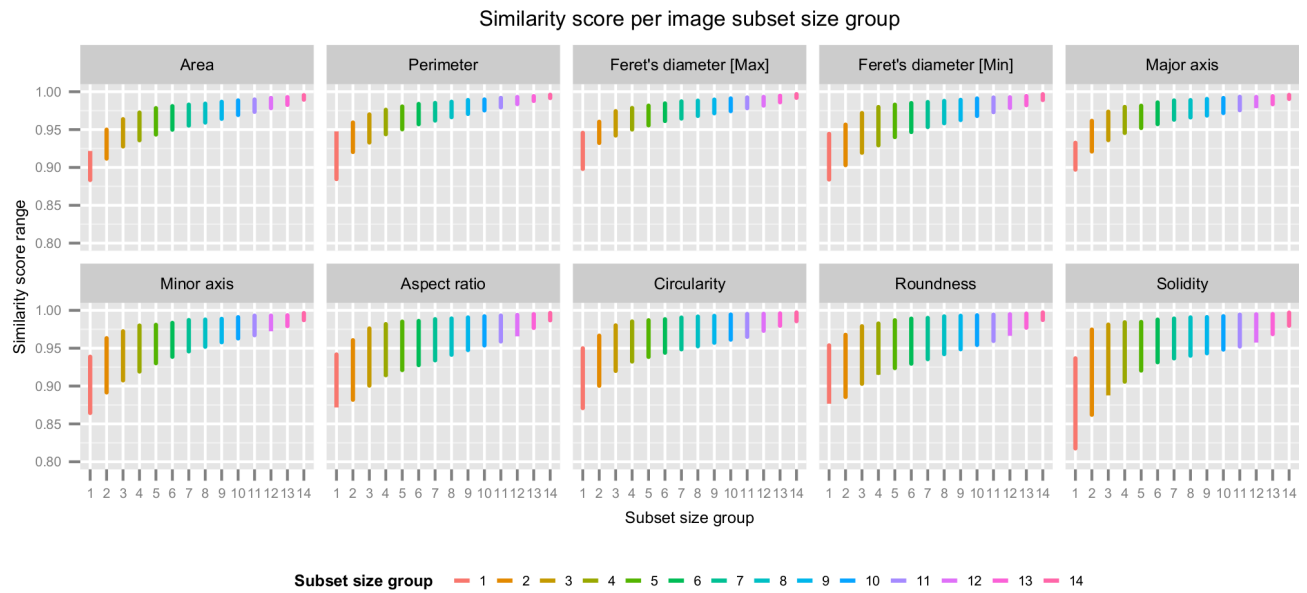 Similarity score per image subset size group
Area Perimeter Feret's diameter [Max] Feret's diameter [Min] Major axis
1.00
0.95
0.90
0.85
0.80
Similarity score range
Minor axis Aspect ratio Circularity Roundness Solidity
1.00
0.95
0.90
0.85
0.80
1 2 3 4 5 6 7 8 9 10 11 12 13 14 1 2 3 4 5 6 7 8 9 10 11 12 13 14 1 2 3 4 5 6 7 8 9 10 11 12 13 14 1 2 3 4 5 6 7 8 9 10 11 12 13 14 1 2 3 4 5 6 7 8 9 10 11 12 13 14
Subset size group
Subset size group 1 2 3 4 5 6 7 8 9 10 11 12 13 14